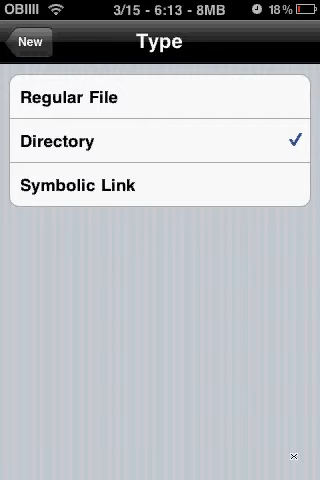 OBIIII 3/15 - 6:13 - 8MB 18%
New Type
Regular File
Directory
Symbolic Link